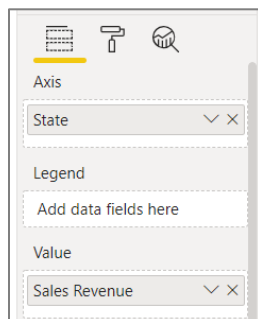 Axis
State
Legend
Add data fields here
Value
Sales Revenue